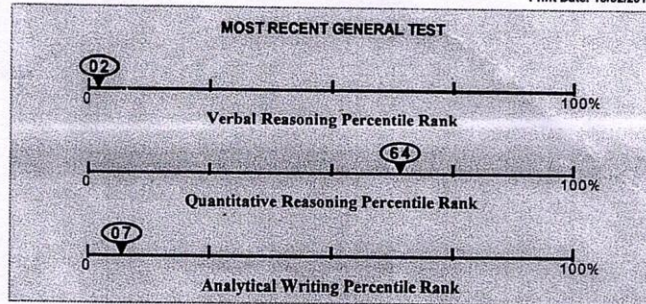 MOST RECENT GENERAL TEST
02
0 100%
Verbal Reasoning Percentile Rank
64
0 100%
Quantitative Reasoning Percentile Rank
07
0 100%
Analytical Writing Percentile Rank